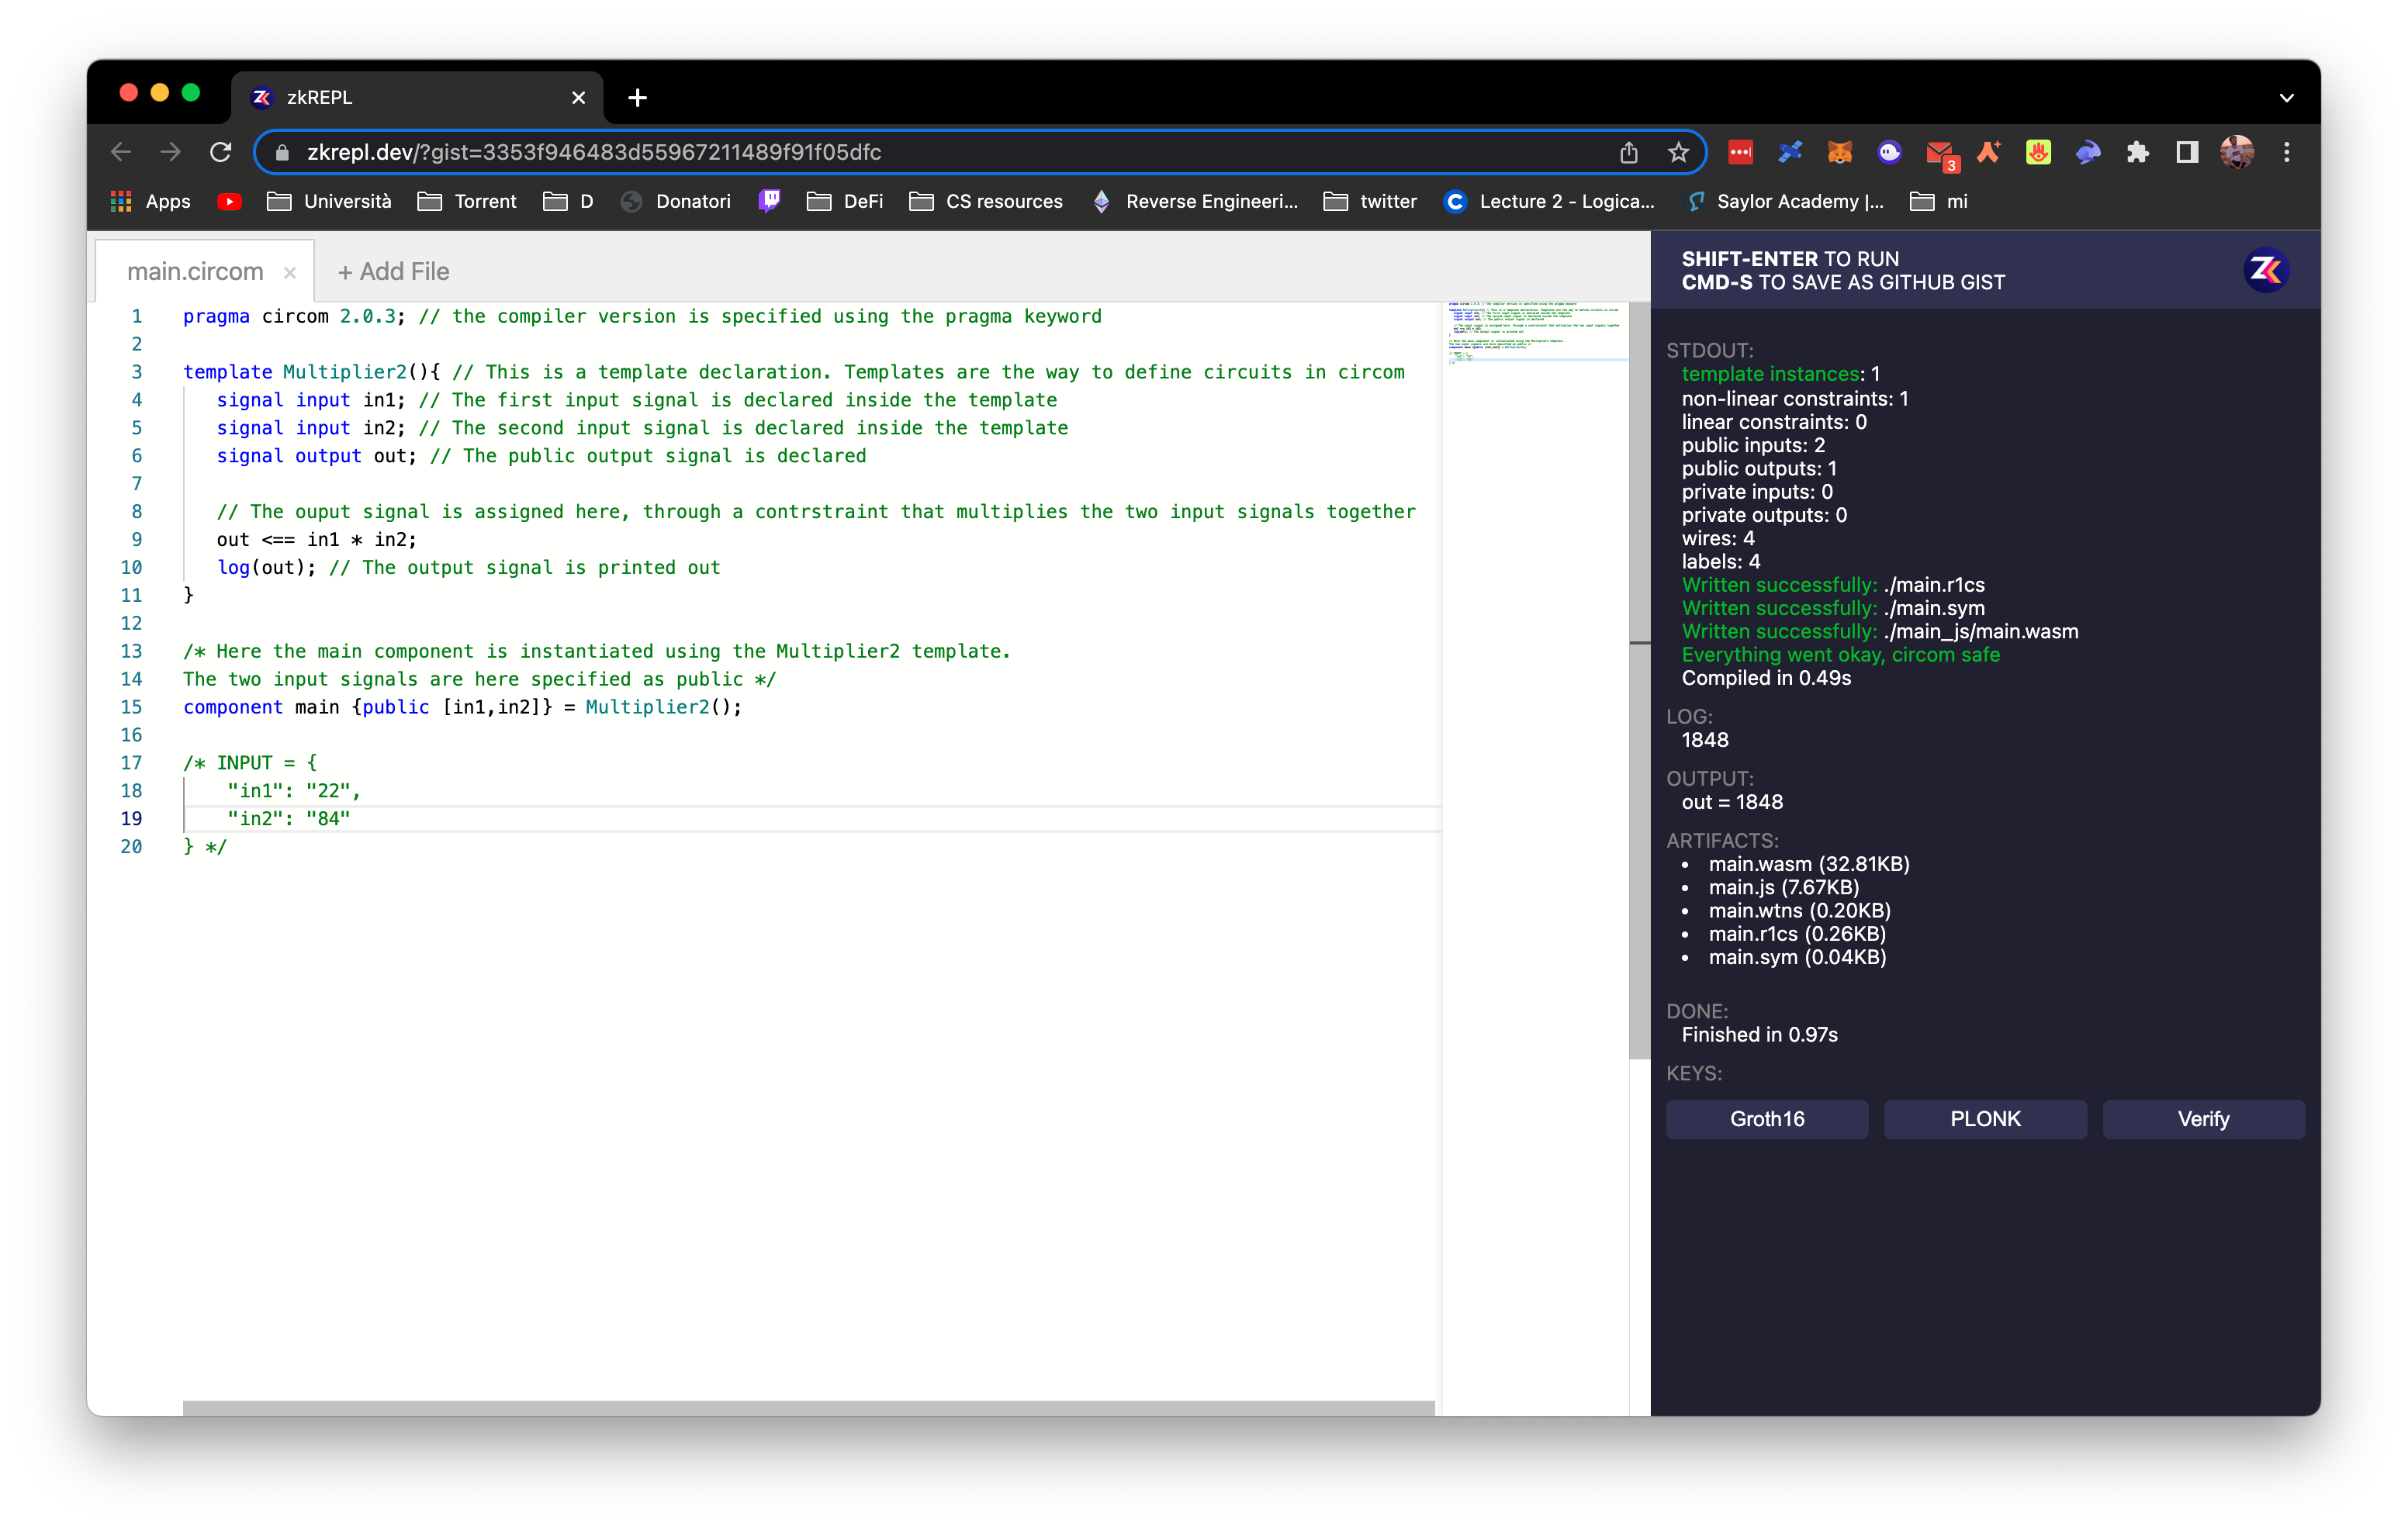 zkREPL
zkrepl.dev/?gist=3353f946483d55967211489f91f05dfc
3
Apps Università Torrent D Donatori DeFi CS resources Reverse Engineeri... twitter Lecture 2 - Logica... Saylor Academy |... mi
main.circom × + Add File
1 pragma circom 2.0.3; // the compiler version is specified using the pragma keyword
2
3 template Multiplier2(){ // This is a template declaration. Templates are the way to define circuits in circom
4 signal input in1; // The first input signal is declared inside the template
5 signal input in2; // The second input signal is declared inside the template
6 signal output out; // The public output signal is declared
7
8 // The ouput signal is assigned here, through a contrstraint that multiplies the two input signals together
9 out <== in1 * in2;
10 log(out); // The output signal is printed out
11 }
12
13 /* Here the main component is instantiated using the Multiplier2 template.
14 The two input signals are here specified as public */
15 component main {public [in1,in2]} = Multiplier2();
16
17 /* INPUT = {
18 "in1": "22",
19 "in2": "84"
20 } */
SHIFT-ENTER TO RUN
CMD-S TO SAVE AS GITHUB GIST
STDOUT:
template instances: 1
non-linear constraints: 1
linear constraints: 0
public inputs: 2
public outputs: 1
private inputs: 0
private outputs: 0
wires: 4
labels: 4
Written successfully: ./main.r1cs
Written successfully: ./main.sym
Written successfully: ./main_js/main.wasm
Everything went okay, circom safe
Compiled in 0.49s
LOG:
1848
OUTPUT:
out = 1848
ARTIFACTS:
• main.wasm (32.81KB)
• main.js (7.67KB)
• main.wtns (0.20KB)
• main.r1cs (0.26KB)
• main.sym (0.04KB)
DONE:
Finished in 0.97s
KEYS:
Groth16 PLONK Verify